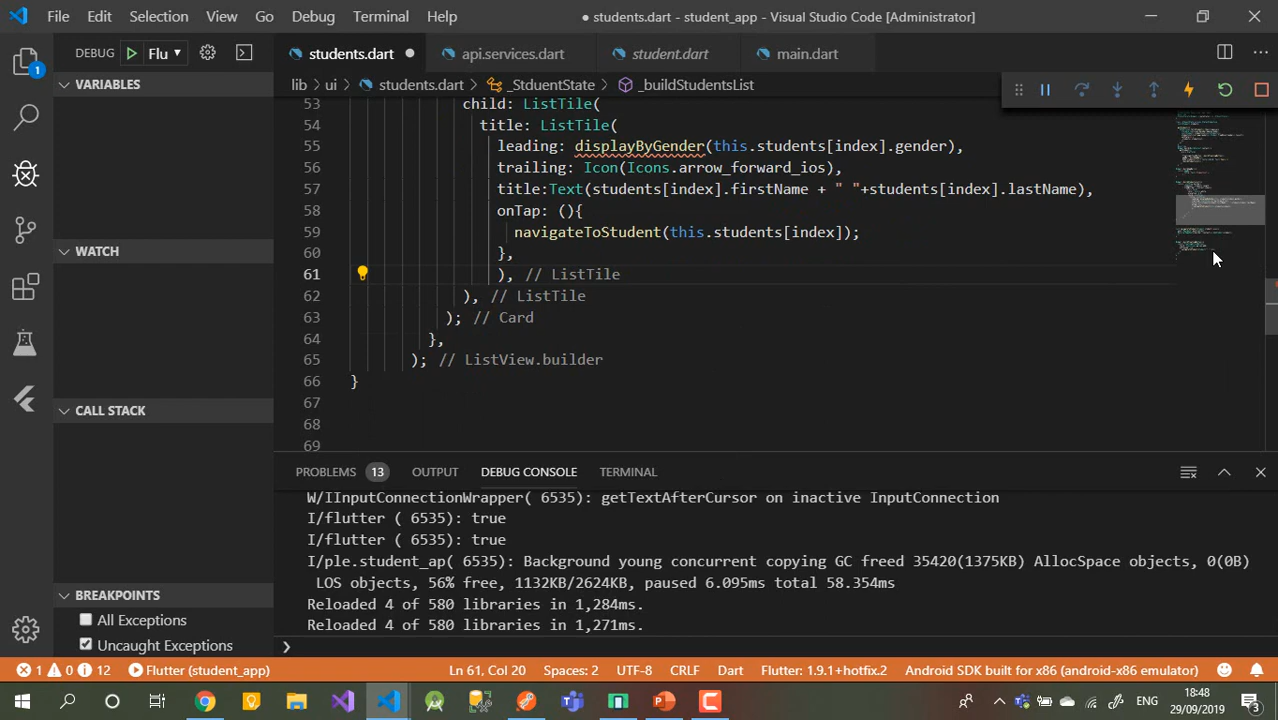 File Edit Selection View Go Debug Terminal Help
● students.dart - student_app - Visual Studio Code [Administrator]
DEBUG Flu
students.dart api.services.dart student.dart main.dart
lib › ui › students.dart › _StduentState › _buildStudentsList
1
VARIABLES
WATCH
CALL STACK
BREAKPOINTS
All Exceptions
Uncaught Exceptions
53 child: ListTile(
54 title: ListTile(
55 leading: displayByGender(this.students[index].gender),
56 trailing: Icon(Icons.arrow_forward_ios),
57 title:Text(students[index].firstName + " "+students[index].lastName),
58 onTap: (){
59 navigateToStudent(this.students[index]);
60 },
61 ), // ListTile
62 ), // ListTile
63 ); // Card
64 },
65 ); // ListView.builder
66 }
67
68
69
PROBLEMS 13 OUTPUT DEBUG CONSOLE TERMINAL
W/IInputConnectionWrapper( 6535): getTextAfterCursor on inactive InputConnection
I/flutter ( 6535): true
I/flutter ( 6535): true
I/ple.student_ap( 6535): Background young concurrent copying GC freed 35420(1375KB) AllocSpace objects, 0(0B)
LOS objects, 56% free, 1132KB/2624KB, paused 6.095ms total 58.354ms
Reloaded 4 of 580 libraries in 1,284ms.
Reloaded 4 of 580 libraries in 1,271ms.
1 0 12 Flutter (student_app) Ln 61, Col 20 Spaces: 2 UTF-8 CRLF Dart Flutter: 1.9.1+hotfix.2 Android SDK built for x86 (android-x86 emulator)
ENG 18:48
29/09/2019
3